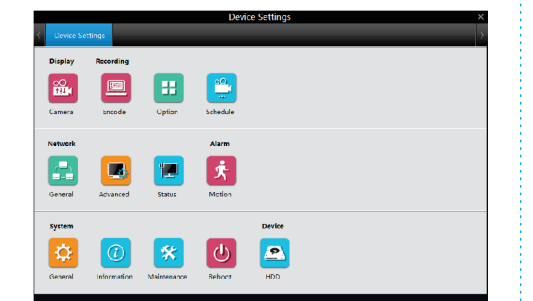 Device Settings
Device Settings
Display Recording
Camera Encode Option Schedule
Network Alarm
General Advanced Status Motion
System Device
General Information Maintenance Reboot HDD